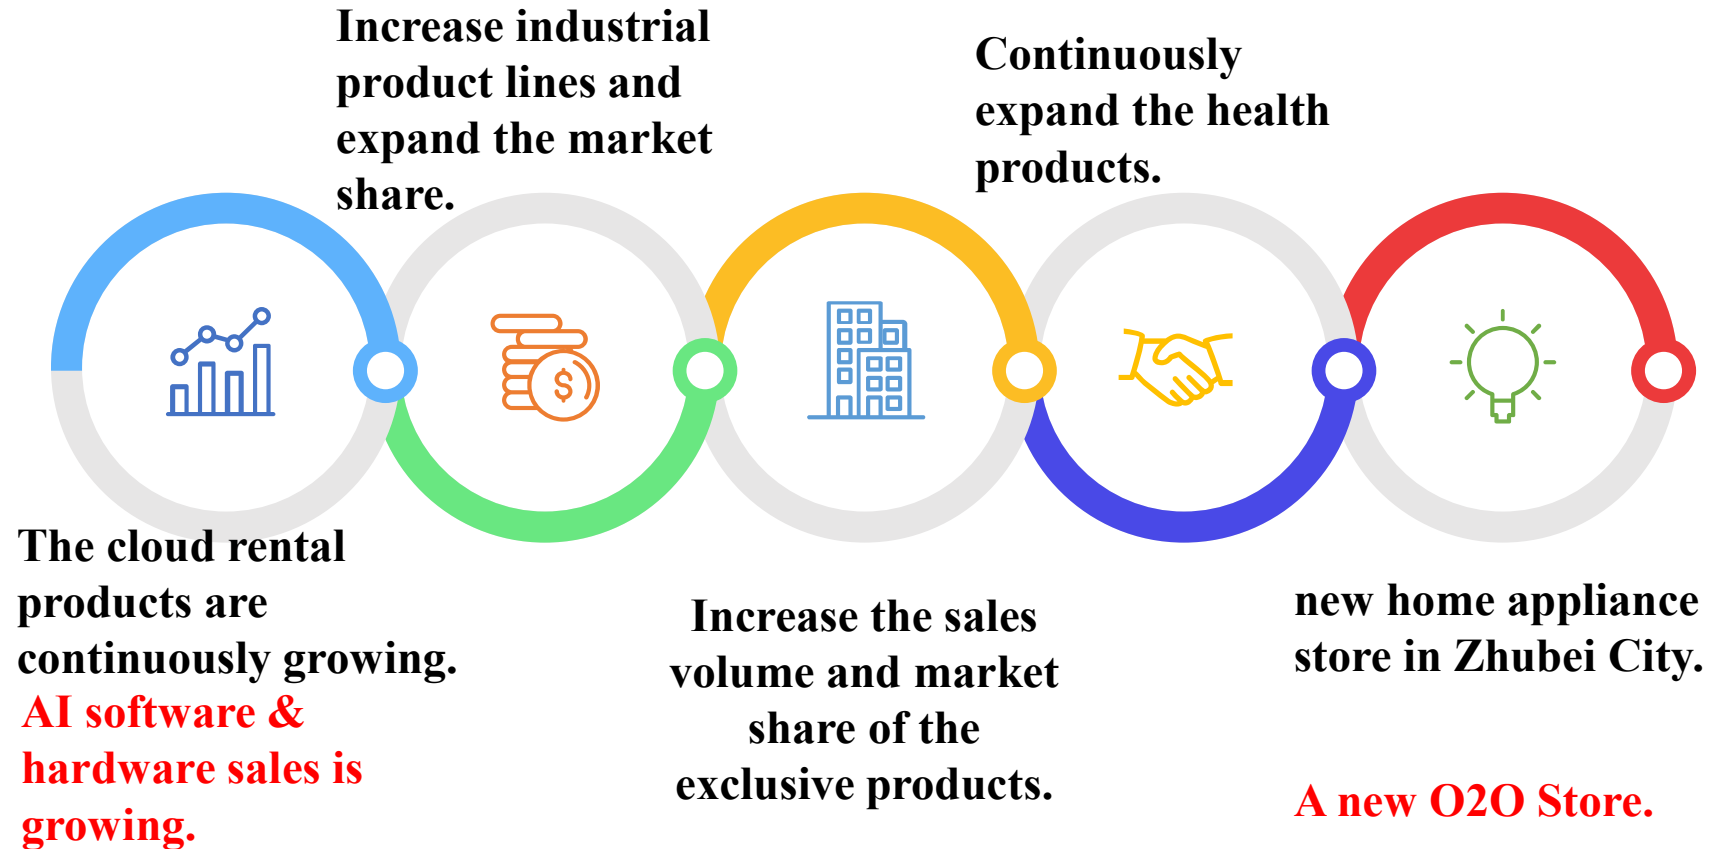 Increase industrial
product lines and
expand the market
share.
Continuously
expand the health
products.
$
The cloud rental
products are
continuously growing.
AI software &
hardware sales is
growing.
Increase the sales
volume and market
share of the
exclusive products.
new home appliance
store in Zhubei City.
A new O2O Store.